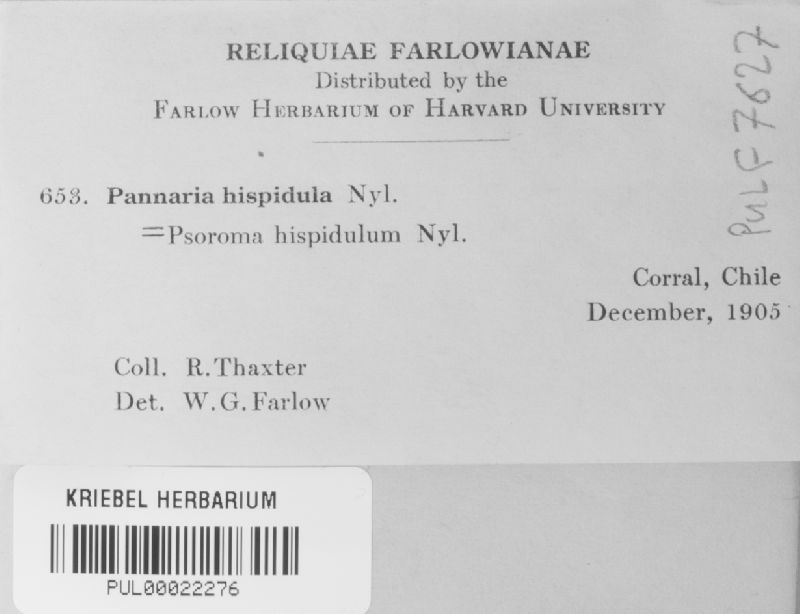 RELIQUIAE FARLOWIANAE
Distributed by the
FARLOW HERBARIUM OF HARVARD UNIVERSITY
653. Pannaria hispidula Nyl.
=Psoroma hispidulum Nyl.
Corral, Chile
December, 1905
Coll. R. Thaxter
Det. W. G. Farlow
PULF 7627
KRIEBEL HERBARIUM
PUL00022276